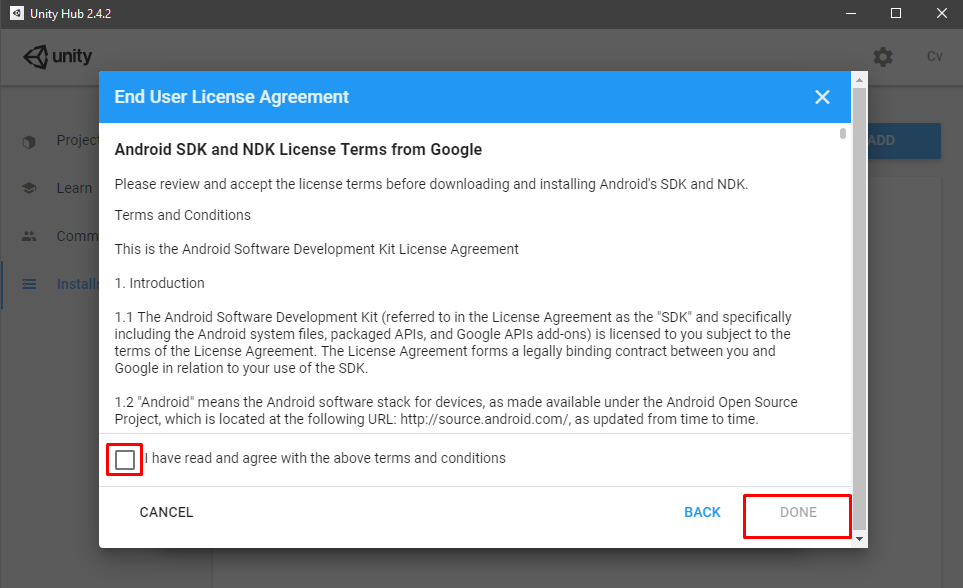 Unity Hub 2.4.2
unity
Cv
End User License Agreement
Project
ADD
Android SDK and NDK License Terms from Google
Please review and accept the license terms before downloading and installing Android's SDK and NDK.
Learn
Terms and Conditions
Comm
This is the Android Software Development Kit License Agreement
Installs
1. Introduction
1.1 The Android Software Development Kit (referred to in the License Agreement as the "SDK" and specifically
including the Android system files, packaged APIs, and Google APIs add-ons) is licensed to you subject to the
terms of the License Agreement. The License Agreement forms a legally binding contract between you and
Google in relation to your use of the SDK.
1.2 "Android" means the Android software stack for devices, as made available under the Android Open Source
Project, which is located at the following URL: http://source.android.com/, as updated from time to time.
I have read and agree with the above terms and conditions
CANCEL
BACK
DONE